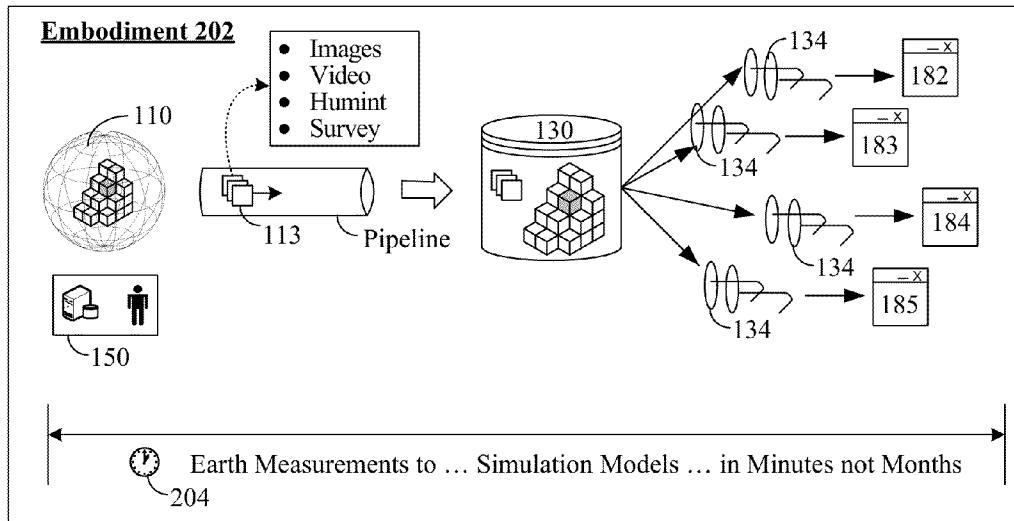 Embodiment 202
110
• Images
• Video
• Humint
• Survey
113
Pipeline
150
130
134
182
134
183
134
184
134
185
Earth Measurements to ... Simulation Models ... in Minutes not Months
204